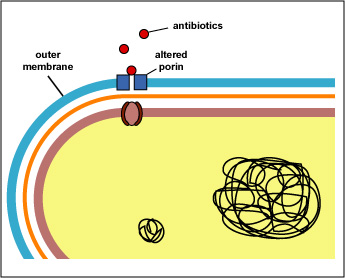 antibiotics
outer
membrane
altered
porin